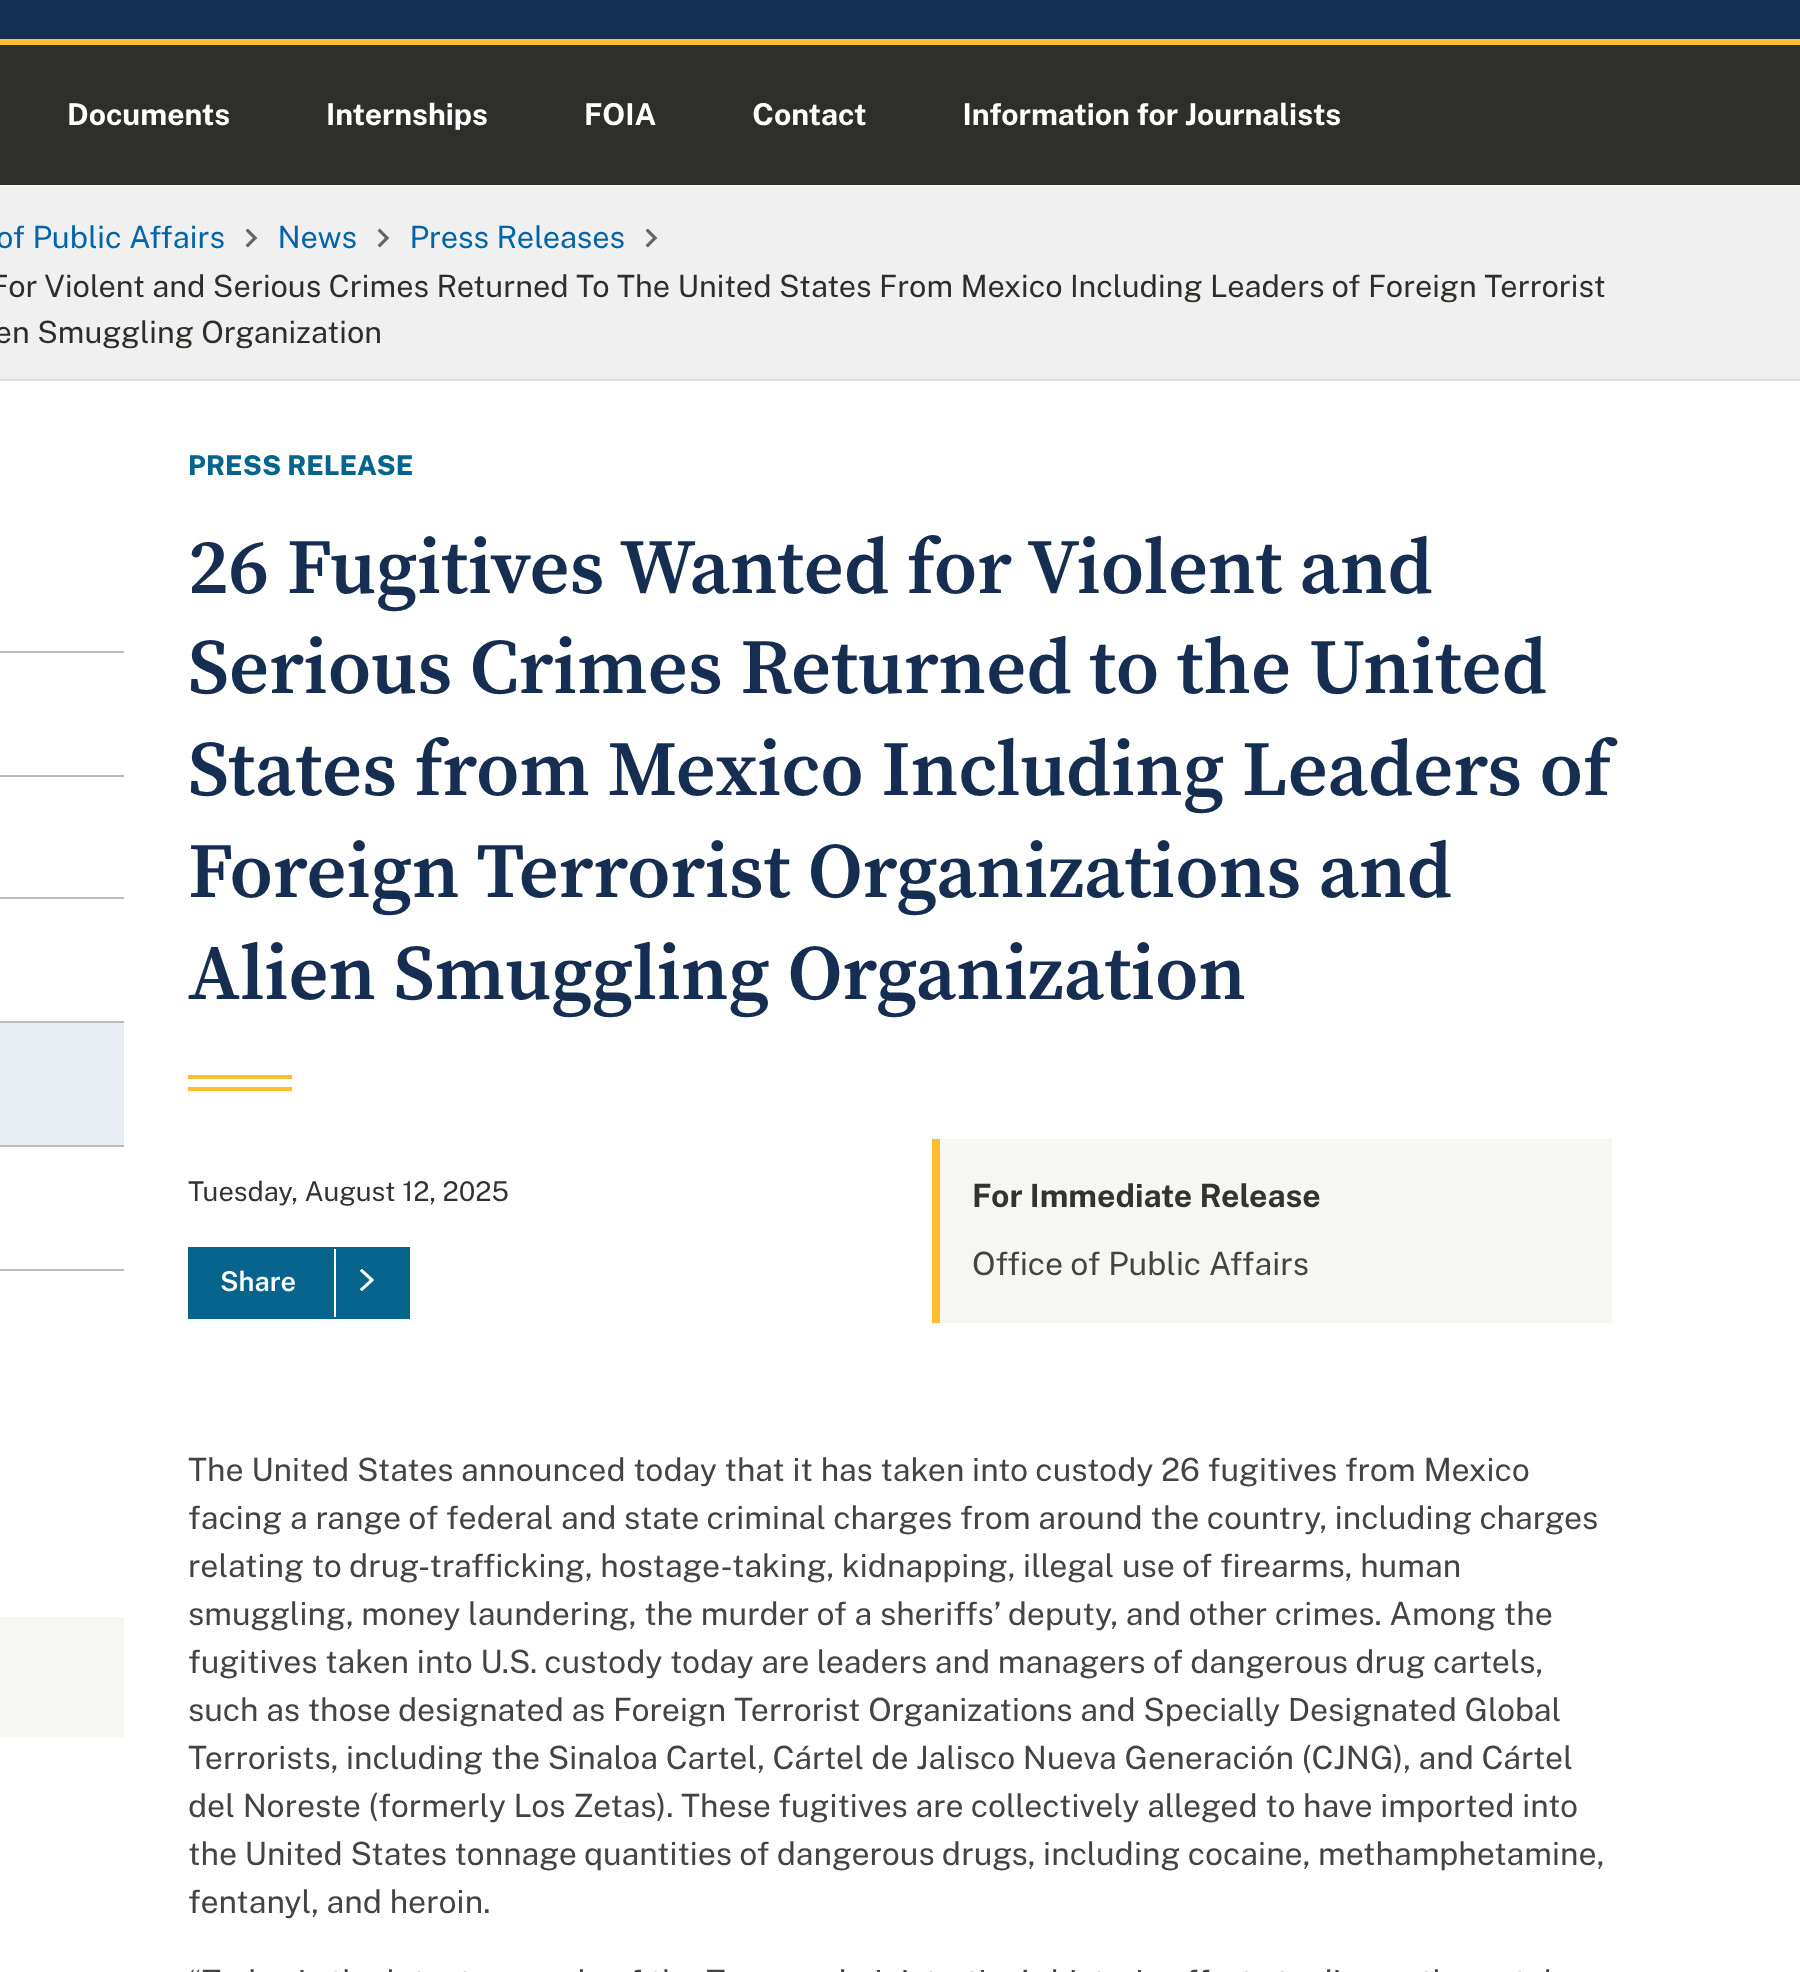 Documents Internships FOIA Contact Information for Journalists
of Public Affairs News Press Releases
For Violent and Serious Crimes Returned To The United States From Mexico Including Leaders of Foreign Terrorist
en Smuggling Organization
PRESS RELEASE
26 Fugitives Wanted for Violent and
Serious Crimes Returned to the United
States from Mexico Including Leaders of
Foreign Terrorist Organizations and
Alien Smuggling Organization
Tuesday, August 12, 2025
Share
For Immediate Release
Office of Public Affairs
The United States announced today that it has taken into custody 26 fugitives from Mexico
facing a range of federal and state criminal charges from around the country, including charges
relating to drug-trafficking, hostage-taking, kidnapping, illegal use of firearms, human
smuggling, money laundering, the murder of a sheriffs’ deputy, and other crimes. Among the
fugitives taken into U.S. custody today are leaders and managers of dangerous drug cartels,
such as those designated as Foreign Terrorist Organizations and Specially Designated Global
Terrorists, including the Sinaloa Cartel, Cártel de Jalisco Nueva Generación (CJNG), and Cártel
del Noreste (formerly Los Zetas). These fugitives are collectively alleged to have imported into
the United States tonnage quantities of dangerous drugs, including cocaine, methamphetamine,
fentanyl, and heroin.